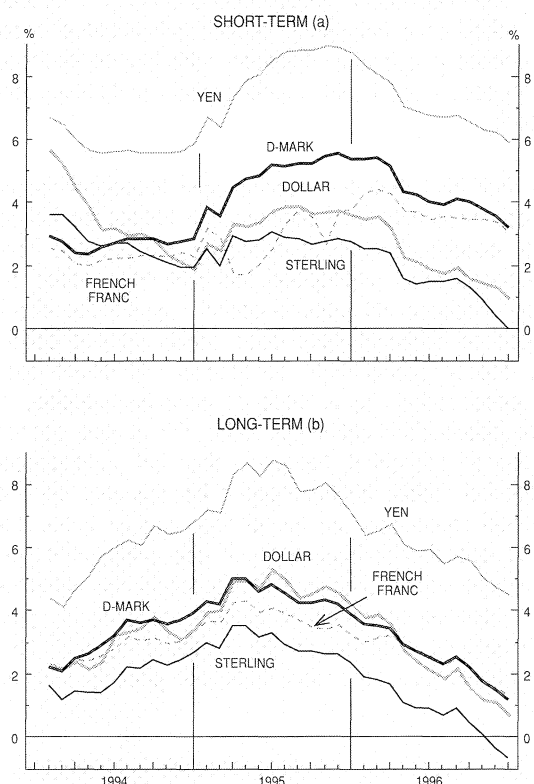 SHORT-TERM (a)
% %
8 8
YEN
6 6
D-MARK
DOLLAR
4 4
2 2
STERLING
FRENCH
FRANC
0 0
LONG-TERM (b)
8 8
YEN
6 6
DOLLAR
FRENCH
FRANC
D-MARK
4 4
2 2
STERLING
0 0
1994 1995 1996